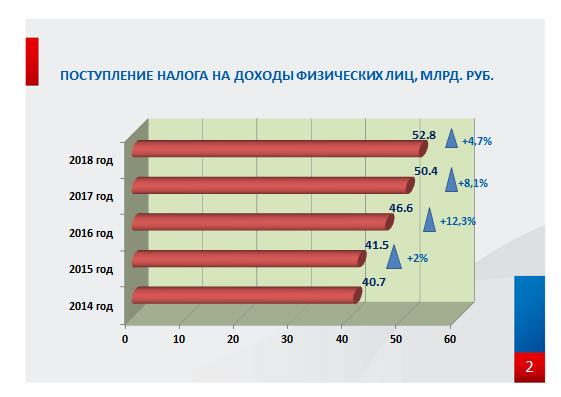 ПОСТУПЛЕНИЕ НАЛОГА НА ДОХОДЫ ФИЗИЧЕСКИХ ЛИЦ, МЛРД. РУБ.
2018 год 52.8 +4,7%
2017 год 50.4 +8,1%
2016 год 46.6 +12,3%
2015 год 41.5 +2%
2014 год 40.7
0 10 20 30 40 50 60
2